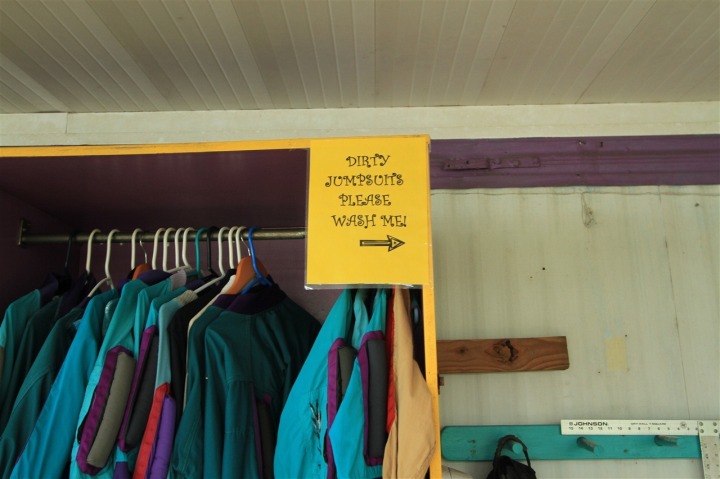 DIRTY
JUMPSUITS
PLEASE
WASH ME!
JOHNSON